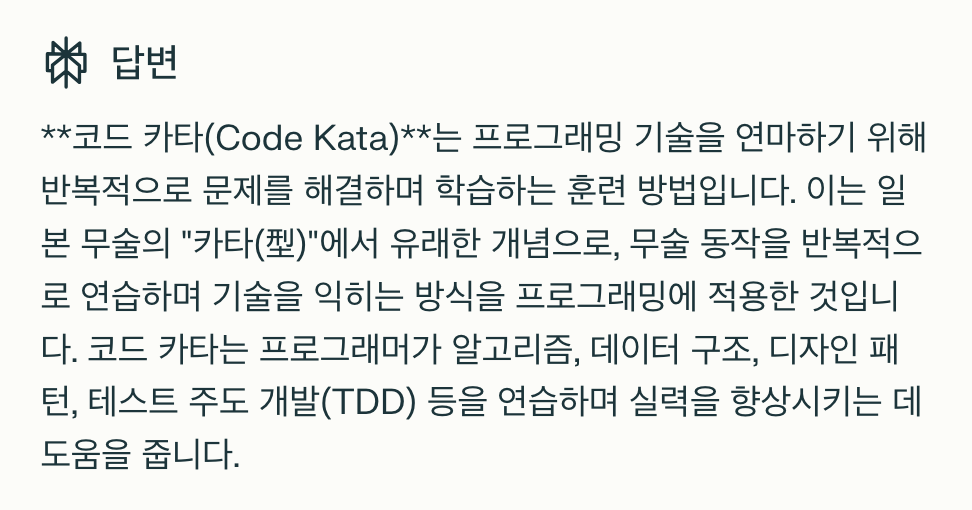 답변
**코드 카타(Code Kata)**는 프로그래밍 기술을 연마하기 위해
반복적으로 문제를 해결하며 학습하는 훈련 방법입니다. 이는 일
본 무술의 "카타(型)"에서 유래한 개념으로, 무술 동작을 반복적으
로 연습하며 기술을 익히는 방식을 프로그래밍에 적용한 것입니
다. 코드 카타는 프로그래머가 알고리즘, 데이터 구조, 디자인 패
턴, 테스트 주도 개발(TDD) 등을 연습하며 실력을 향상시키는 데
도움을 줍니다.